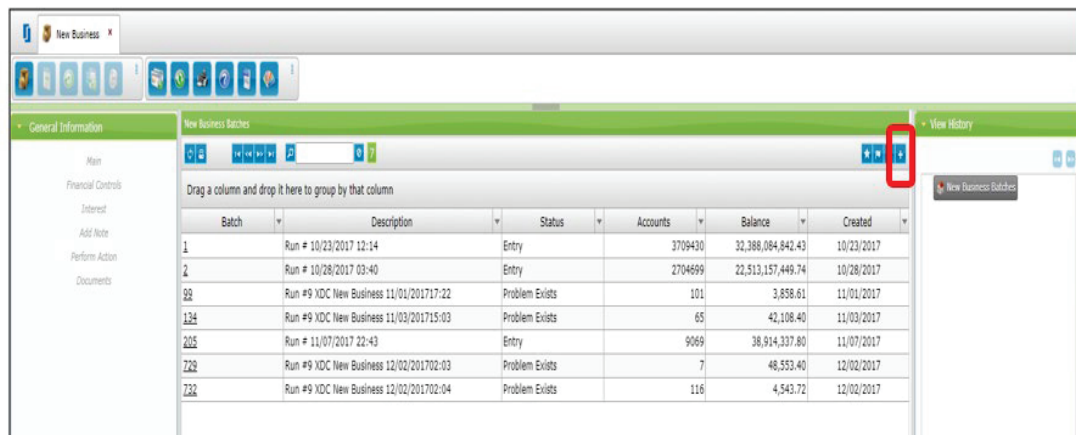 New Business x
General Information
New Business Batches
View History
Main
Financial Controls
Interest
Add Note
Perform Action
Documents
?
+
New Business Batches
Drag a column and drop it here to group by that column
Batch Description Status Accounts Balance Created
1 Run # 10/23/2017 12:14 Entry 3709430 32,388,084,842.43 10/23/2017
2 Run # 10/28/2017 03:40 Entry 2704699 22,513,157,449.74 10/28/2017
99 Run #9 XDC New Business 11/01/201717:22 Problem Exists 101 3,858.61 11/01/2017
134 Run #9 XDC New Business 11/03/201715:03 Problem Exists 65 42,108.40 11/03/2017
205 Run # 11/07/2017 22:43 Entry 9069 38,914,337.80 11/07/2017
729 Run #9 XDC New Business 12/02/201702:03 Problem Exists 7 48,553.40 12/02/2017
732 Run #9 XDC New Business 12/02/201702:04 Problem Exists 116 4,543.72 12/02/2017